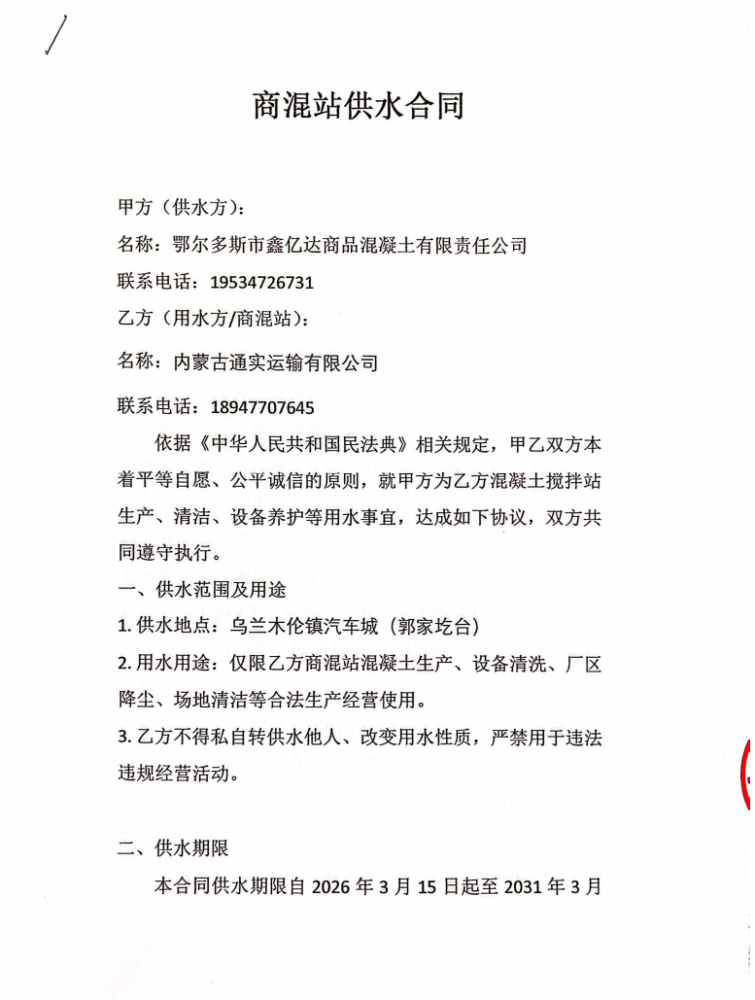 商混站供水合同
甲方（供水方）：
名称：鄂尔多斯市鑫亿达商品混凝土有限责任公司
联系电话：19534726731
乙方（用水方/商混站）：
名称：内蒙古通实运输有限公司
联系电话：18947707645
依据《中华人民共和国民法典》相关规定，甲乙双方本
着平等自愿、公平诚信的原则，就甲方为乙方混凝土搅拌站
生产、清洁、设备养护等用水事宜，达成如下协议，双方共
同遵守执行。
一、供水范围及用途
1. 供水地点：乌兰木伦镇汽车城（郭家圪台）
2. 用水用途：仅限乙方商混站混凝土生产、设备清洗、厂区
降尘、场地清洁等合法生产经营使用。
3. 乙方不得私自转供水他人、改变用水性质，严禁用于违法
违规经营活动。
二、供水期限
本合同供水期限自 2026 年 3 月 15 日起至 2031 年 3 月